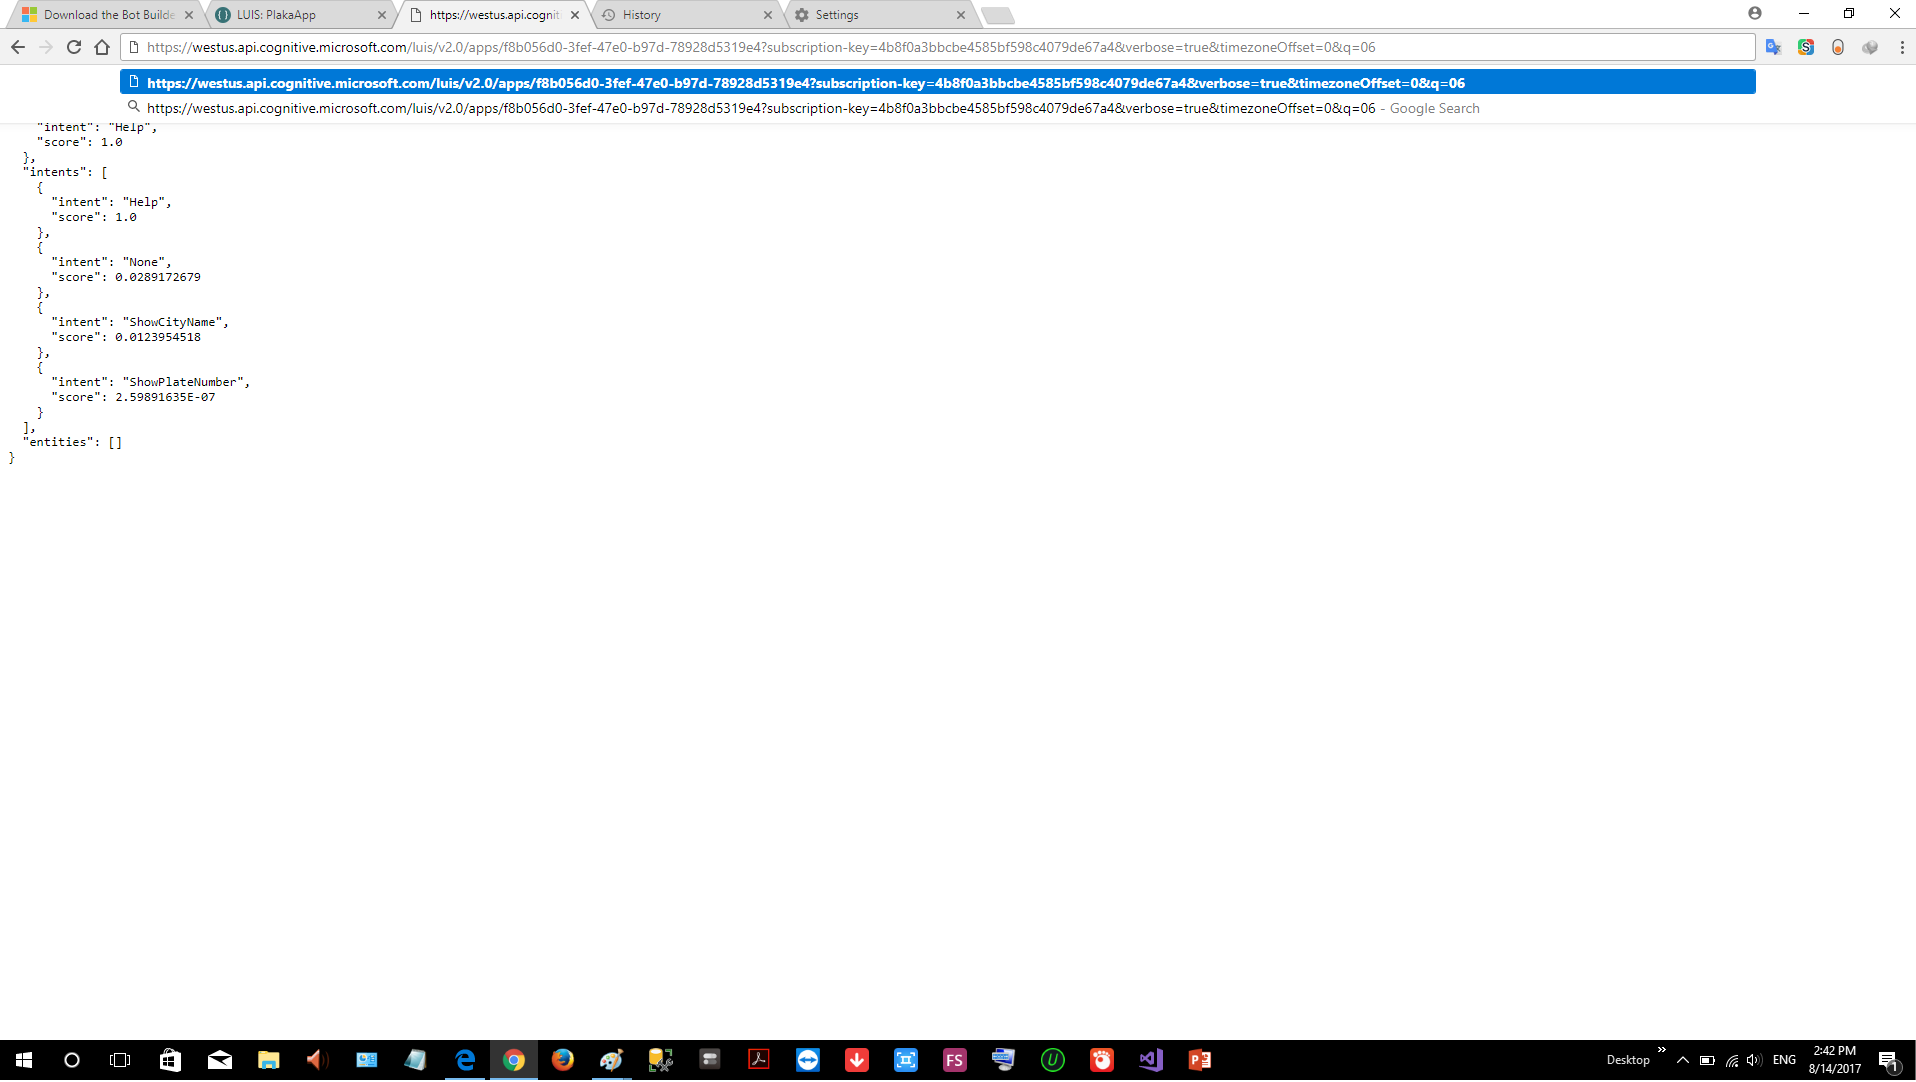 Download the Bot Builde
LUIS: PlakaApp
https://westus.api.cognit
History
Settings
https://westus.api.cognitive.microsoft.com/luis/v2.0/apps/f8b056d0-3fef-47e0-b97d-78928d5319e4?subscription-key=4b8f0a3bbcbe4585bf598c4079de67a4&verbose=true&timezoneOffset=0&q=06
https://westus.api.cognitive.microsoft.com/luis/v2.0/apps/f8b056d0-3fef-47e0-b97d-78928d5319e4?subscription-key=4b8f0a3bbcbe4585bf598c4079de67a4&verbose=true&timezoneOffset=0&q=06
https://westus.api.cognitive.microsoft.com/luis/v2.0/apps/f8b056d0-3fef-47e0-b97d-78928d5319e4?subscription-key=4b8f0a3bbcbe4585bf598c4079de67a4&verbose=true&timezoneOffset=0&q=06 - Google Search
"intent": "Help",
"score": 1.0
},
"intents": [
{
"intent": "Help",
"score": 1.0
},
{
"intent": "None",
"score": 0.0289172679
},
{
"intent": "ShowCityName",
"score": 0.0123954518
},
{
"intent": "ShowPlateNumber",
"score": 2.59891635E-07
}
],
"entities": []
}
FS
U
Desktop
ENG
2:42 PM
8/14/2017
1